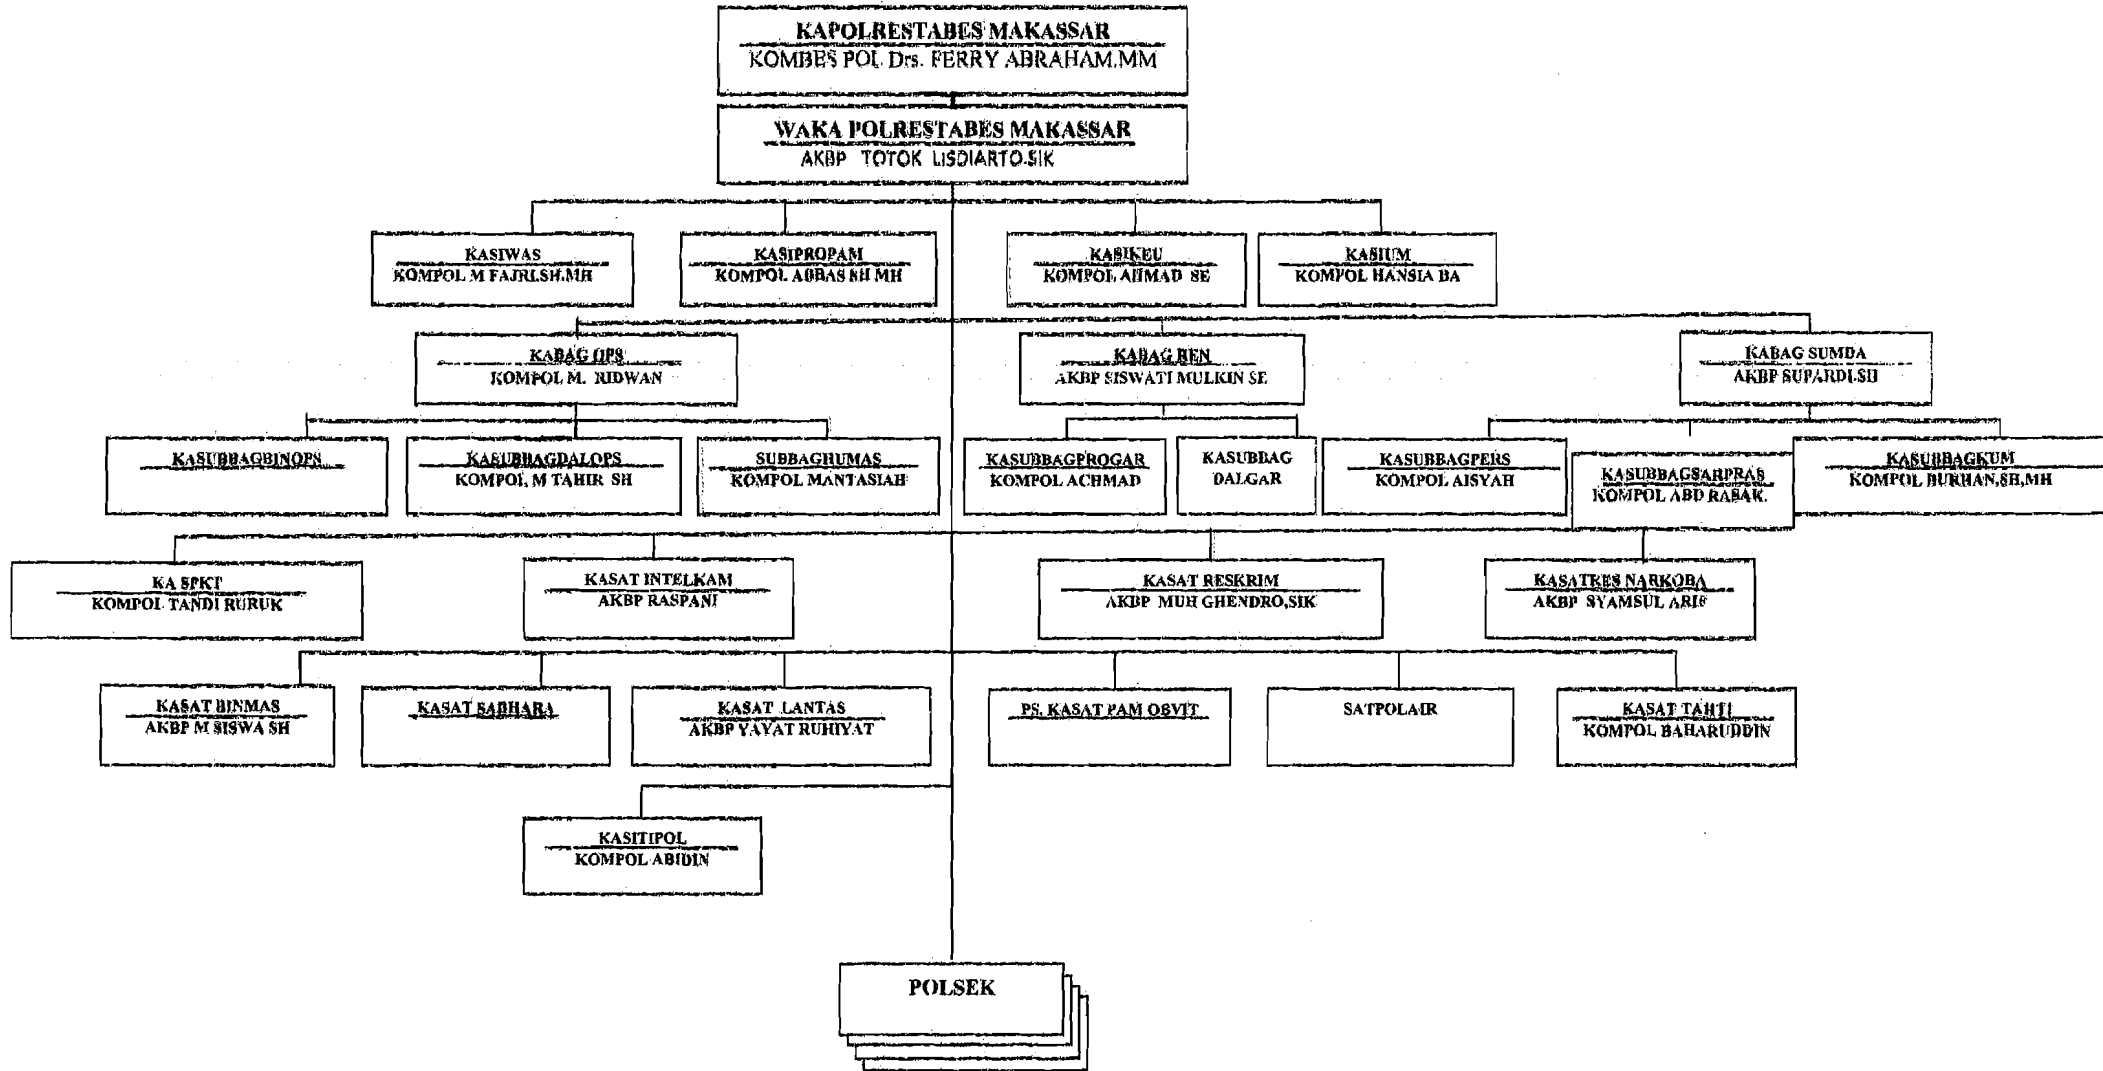 KAPOLRESTABES MAKASSAR
KOMBES POL Drs. FERRY ABRAHAM.MM
WAKA POLRESTABES MAKASSAR
AKBP TOTOK LISDIARTO.SIK
KASIWAS
KOMPOL M FAJRI.SH.MH
KASIPROPAM
KOMPOL ABBAS SH MH
KASIKEU
KOMPOL AHMAD SE
KASIUM
KOMPOL HANSIA BA
KABAG OPS
KOMPOL M. RIDWAN
KABAG REN
AKBP SISWATI MULKIN SE
KABAG SUMDA
AKBP SUPARDI.SH
KASUBBAGBINOPS
KASUBBAGDALOPS
KOMPOL M TAHIR SH
SUBBAGHUMAS
KOMPOL MANTASIAH
KASUBBAGPROGAR
KOMPOL ACHMAD
KASUBBAG
DALGAR
KASUBBAGPERS
KOMPOL AISYAH
KASUBBAGSARPRAS
KOMPOL ABD RASAK.
KASUBBAGKUM
KOMPOL BURHAN,SH,MH
KA SPKT
KOMPOL TANDI RURUK
KASAT INTELKAM
AKBP RASPANI
KASAT RESKRIM
AKBP MUH GHENDRO,SIK
KASATRES NARKOBA
AKBP SYAMSUL ARIF
KASAT BINMAS
AKBP M SISWA SH
KASAT SABHARA
KASAT LANTAS
AKBP YAYAT RUHIYAT
PS. KASAT PAM OBVIT
SATPOLAIR
KASAT TAHTI
KOMPOL BAHARUDDIN
KASITIPOL
KOMPOL ABIDIN
POLSEK